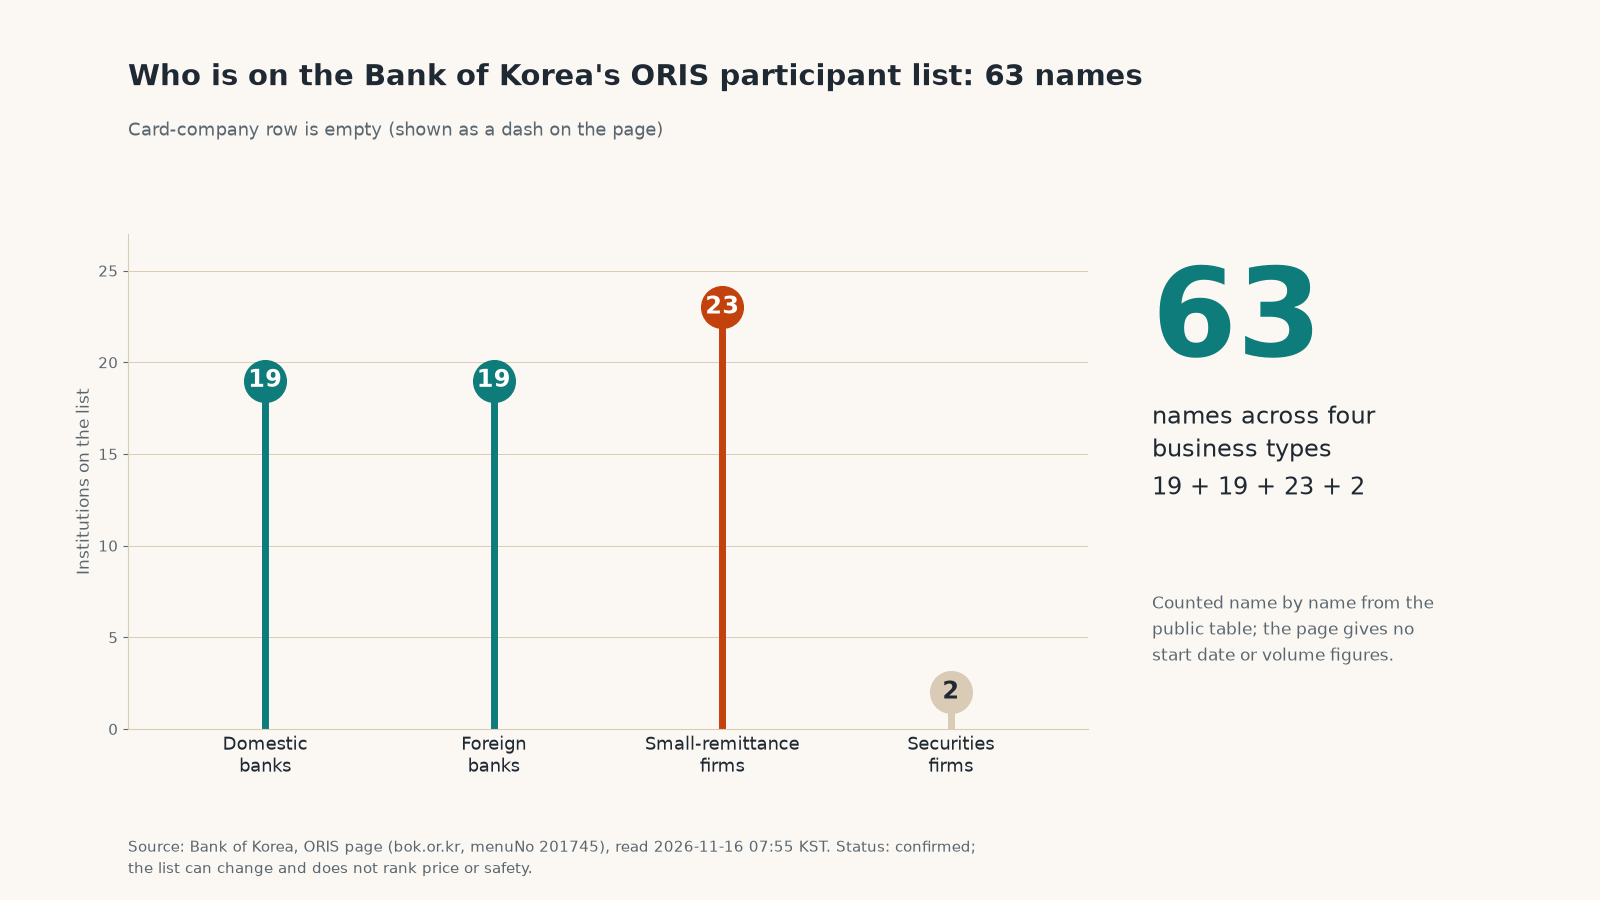 Who is on the Bank of Korea's ORIS participant list: 63 names
Card-company row is empty (shown as a dash on the page)
Institutions on the list
25
20
15
10
5
0
19
19
23
2
Domestic
banks
Foreign
banks
Small-remittance
firms
Securities
firms
63
names across four
business types
19 + 19 + 23 + 2
Counted name by name from the
public table; the page gives no
start date or volume figures.
Source: Bank of Korea, ORIS page (bok.or.kr, menuNo 201745), read 2026-11-16 07:55 KST. Status: confirmed;
the list can change and does not rank price or safety.